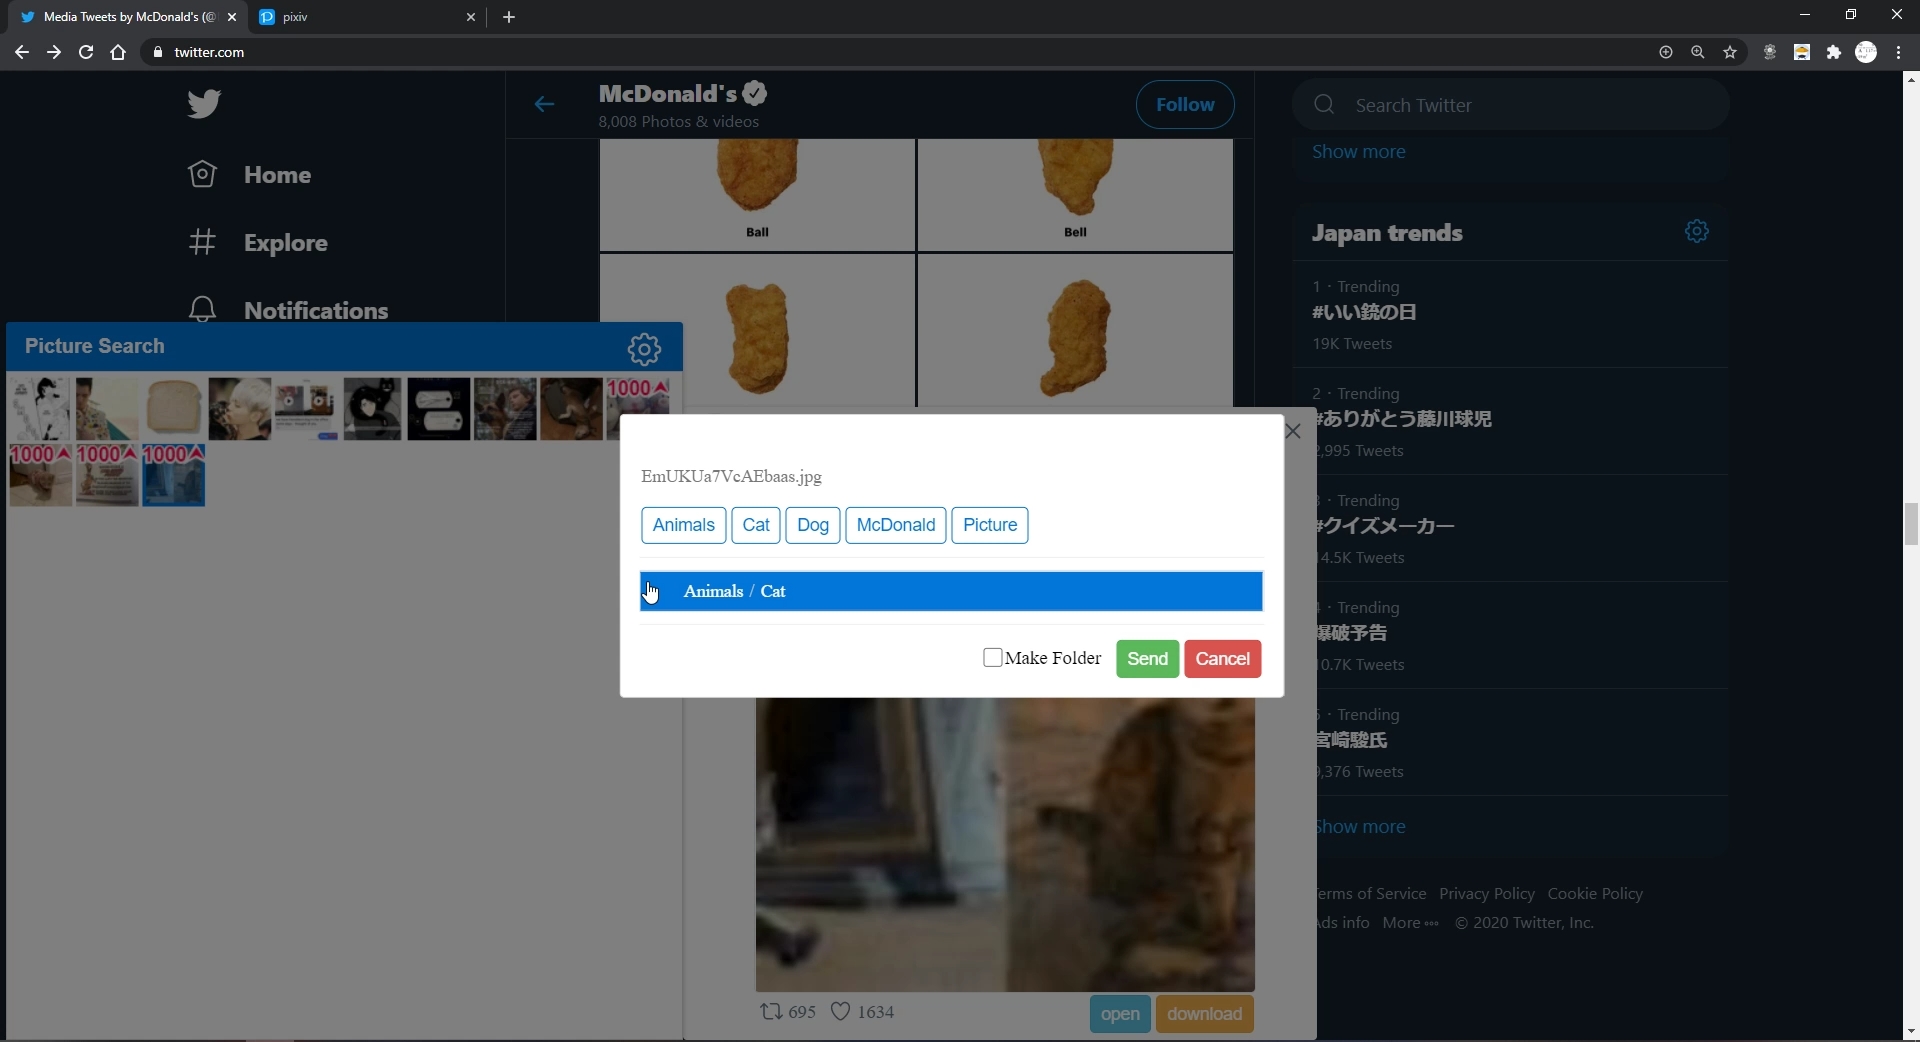 Media Tweets by McDonald's (@
pixiv
twitter.com
McDonald's
8,008 Photos & videos
Follow
Search Twitter
Show more
Home
Explore
Notifications
Ball
Bell
Japan trends
1 · Trending
#いい銃の日
19K Tweets
2 · Trending
#ありがとう藤川球児
2,995 Tweets
3 · Trending
#クイズメーカー
14.5K Tweets
4 · Trending
爆破予告
10.7K Tweets
5 · Trending
宮崎駿氏
9,376 Tweets
Show more
Terms of Service Privacy Policy Cookie Policy
Ads info More © 2020 Twitter, Inc.
Picture Search
1000
1000 1000 1000
EmUKUa7VcAEbaas.jpg
Animals Cat Dog McDonald Picture
Animals / Cat
Make Folder Send Cancel
695 1634
open download